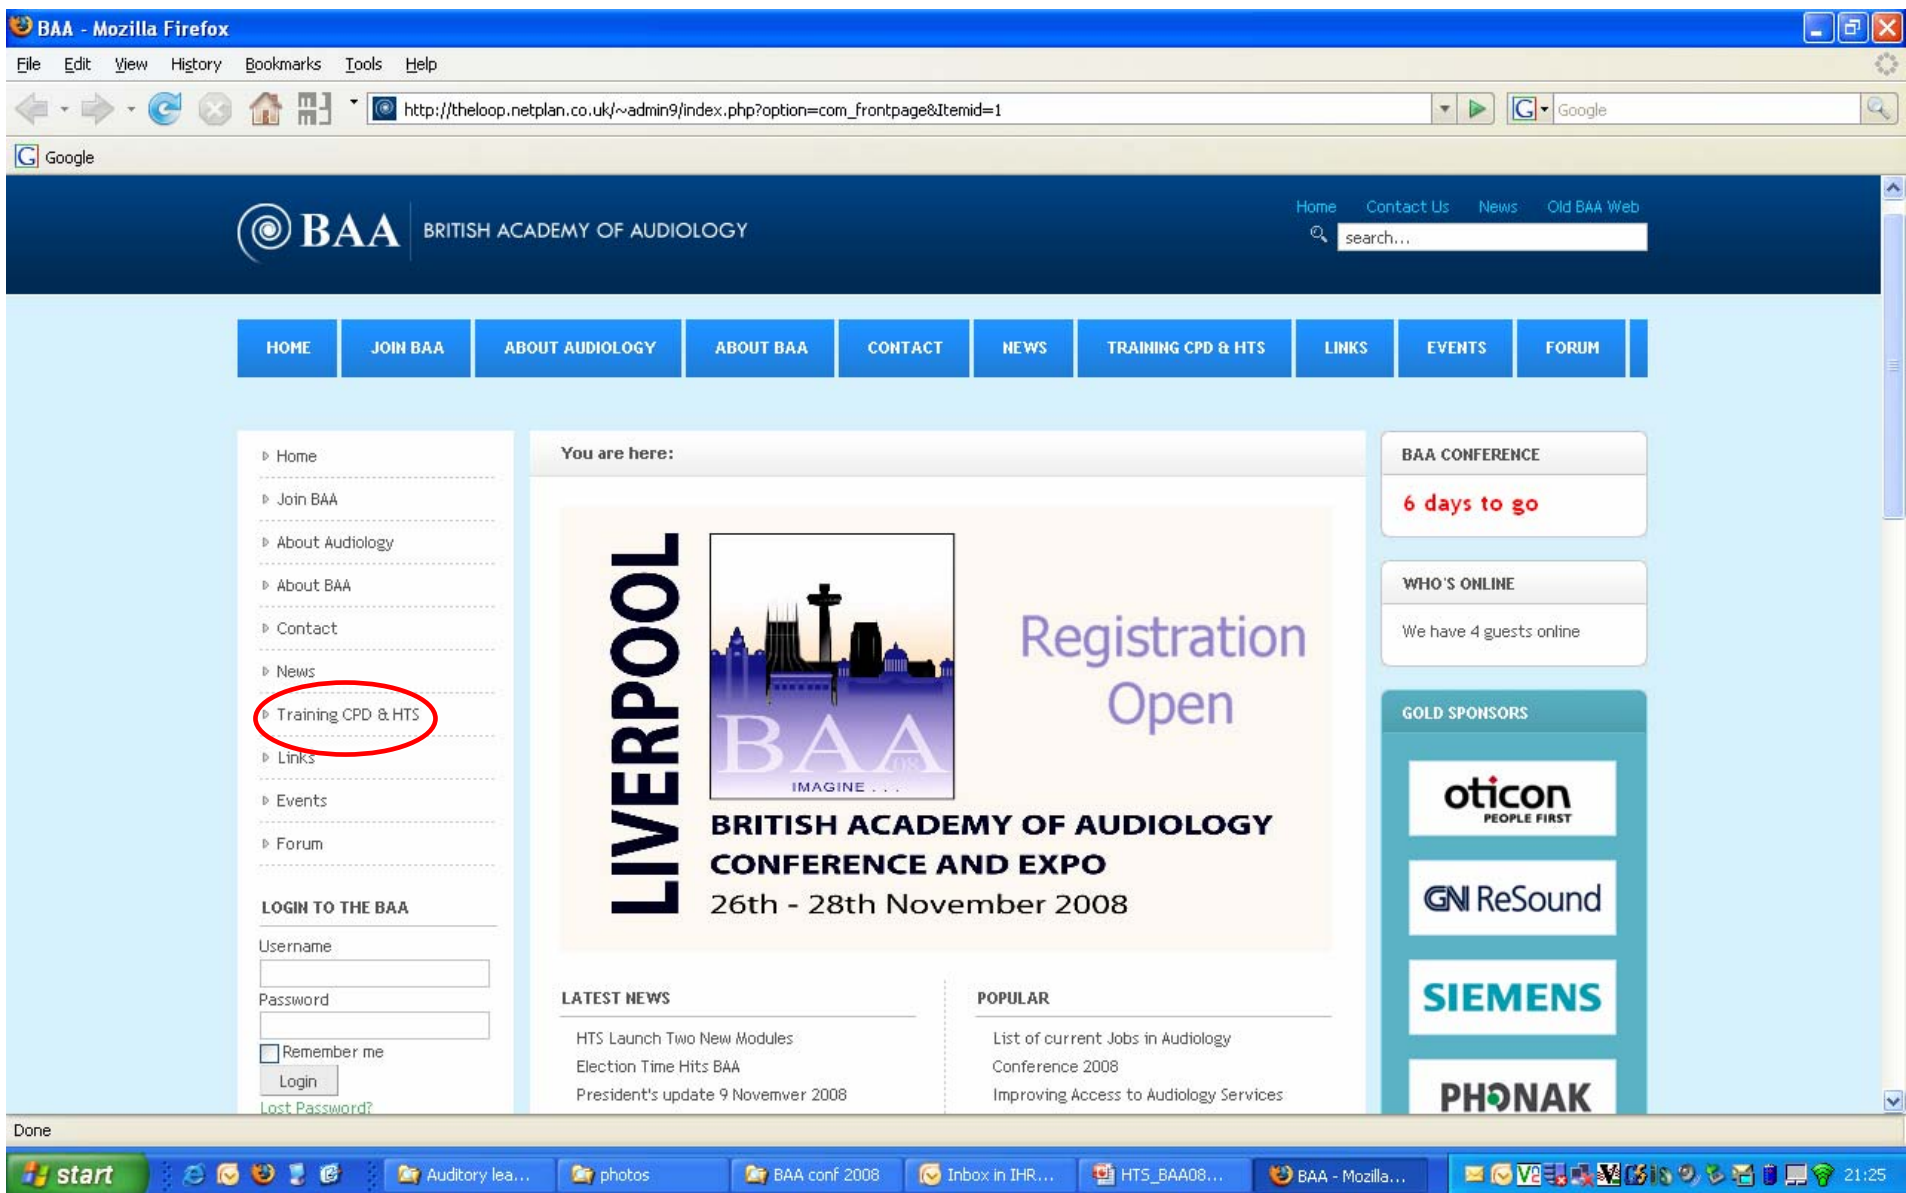 BAA - Mozilla Firefox
File Edit View History Bookmarks Tools Help
http://theloop.netplan.co.uk/~admin9/index.php?option=com_frontpage&Itemid=1
G Google
G Google
BAA BRITISH ACADEMY OF AUDIOLOGY
Home Contact Us News Old BAA Web
search...
HOME JOIN BAA ABOUT AUDIOLOGY ABOUT BAA CONTACT NEWS TRAINING CPD & HTS LINKS EVENTS FORUM
Home
Join BAA
About Audiology
About BAA
Contact
News
Training CPD & HTS
Links
Events
Forum
LOGIN TO THE BAA
Username
Password
Remember me
Login
Lost Password?
You are here:
LIVERPOOL
BAA
08
IMAGINE . . .
Registration
Open
BRITISH ACADEMY OF AUDIOLOGY
CONFERENCE AND EXPO
26th - 28th November 2008
LATEST NEWS
HTS Launch Two New Modules
Election Time Hits BAA
President's update 9 Novemver 2008
POPULAR
List of current Jobs in Audiology
Conference 2008
Improving Access to Audiology Services
BAA CONFERENCE
6 days to go
WHO'S ONLINE
We have 4 guests online
GOLD SPONSORS
oticon
PEOPLE FIRST
GN ReSound
SIEMENS
PHONAK
Done
start Auditory lea... photos BAA conf 2008 Inbox in IHR... HTS_BAA08... BAA - Mozilla... 21:25